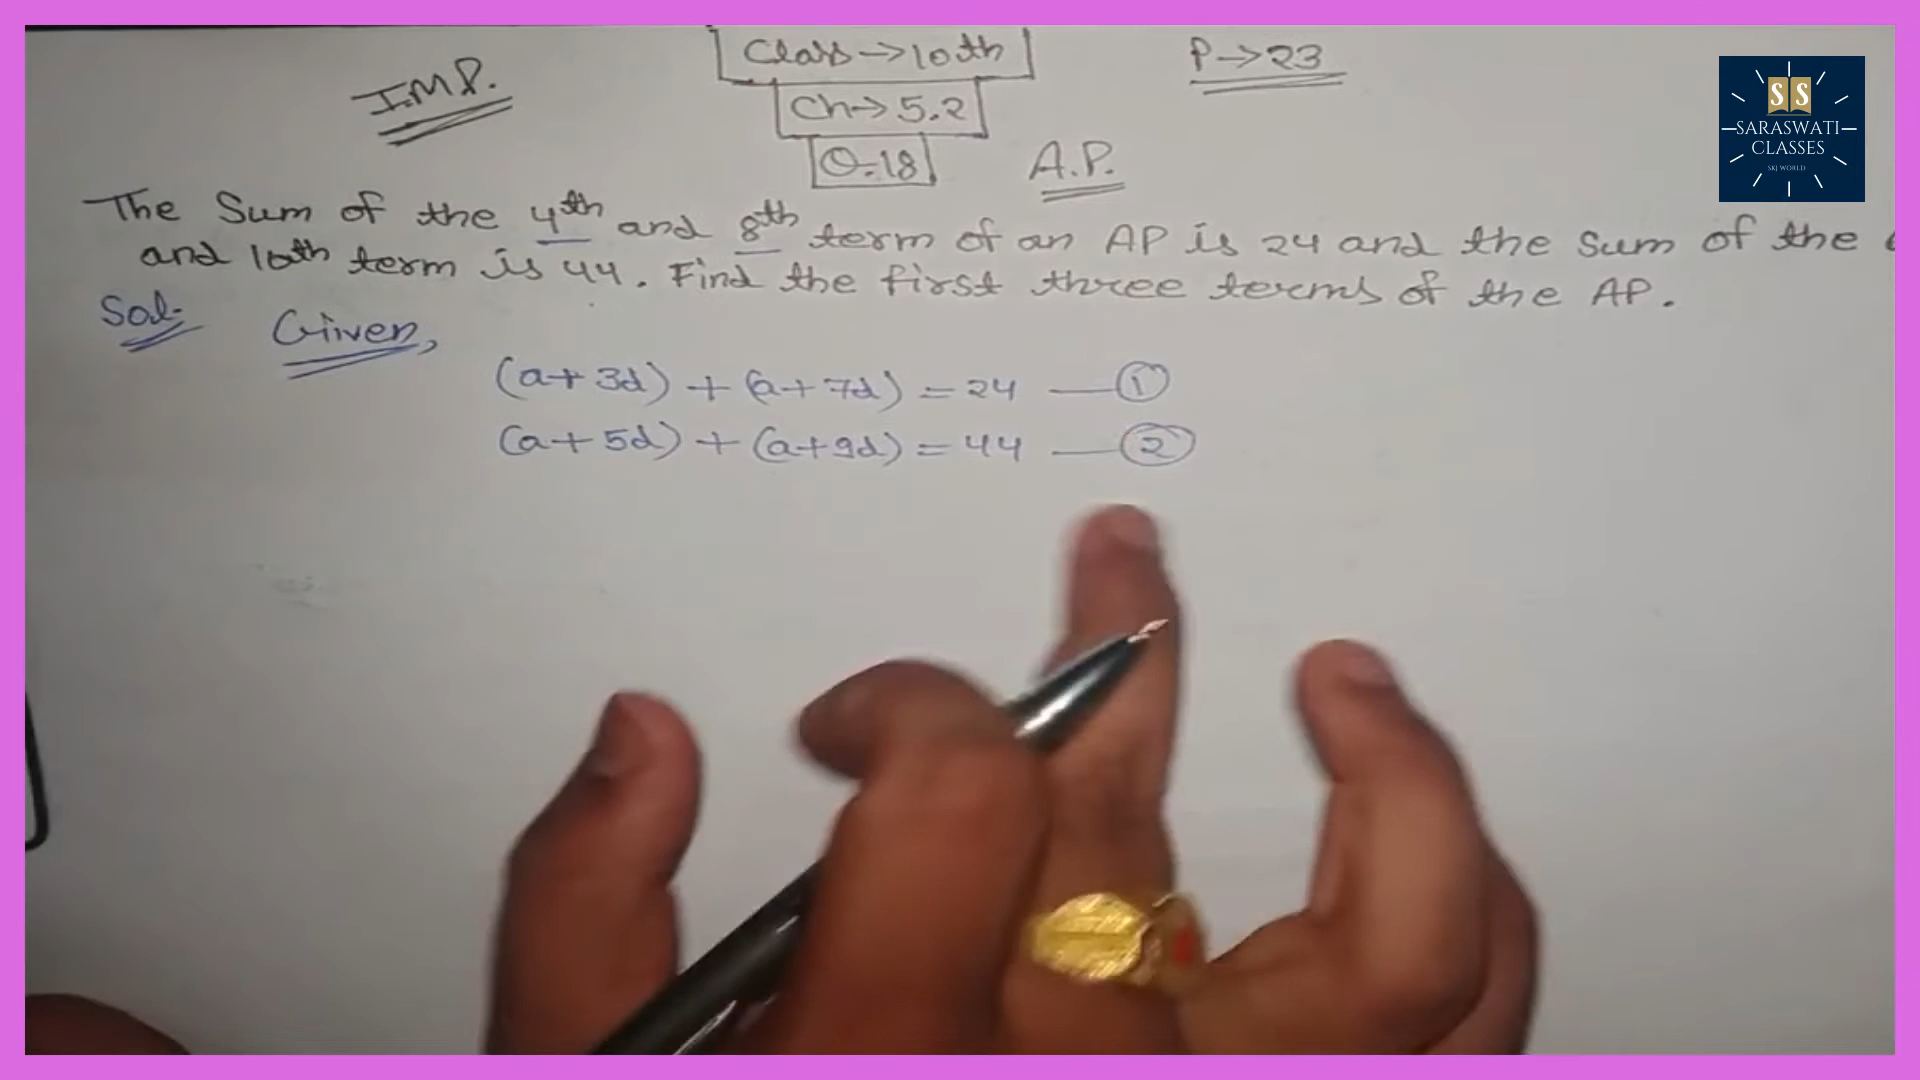 I.M.P.
Class → 10th
P → 23
Ch → 5.2
Q.18
A.P.
The Sum of the 4th and 8th term of an AP is 24 and the sum of the
and 10th term is 44. Find the first three terms of the AP.
Sol.
Given,
(a+3d) + (a+7d) = 24 — ①
(a+5d) + (a+9d) = 44 — ②
S S
SARASWATI
CLASSES
SKJ WORLD